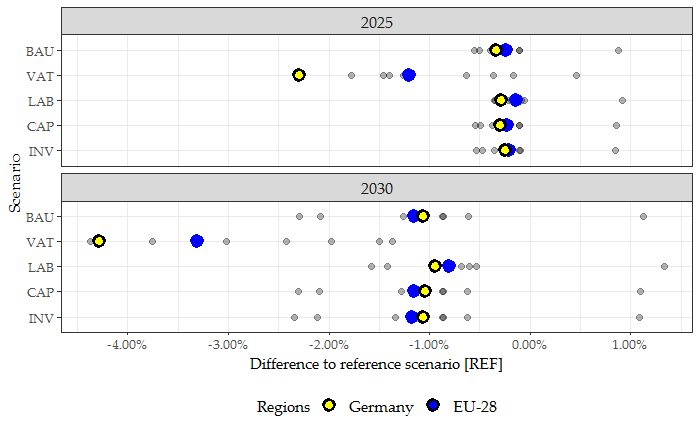 2025
BAU
VAT
LAB
CAP
INV
Scenario
2030
BAU
VAT
LAB
CAP
INV
-4.00% -3.00% -2.00% -1.00% 0.00% 1.00%
Difference to reference scenario [REF]
Regions Germany EU-28